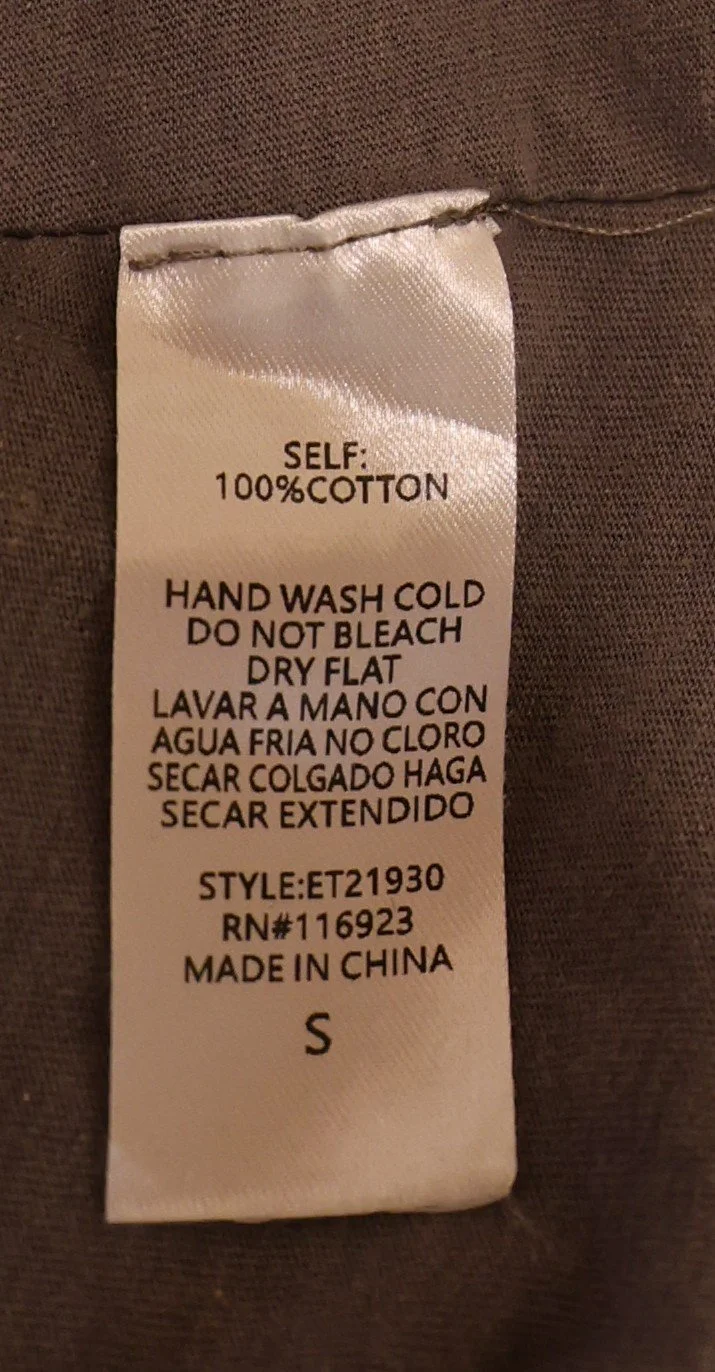 SELF:
100%COTTON
HAND WASH COLD
DO NOT BLEACH
DRY FLAT
LAVAR A MANO CON
AGUA FRIA NO CLORO
SECAR COLGADO HAGA
SECAR EXTENDIDO
STYLE:ET21930
RN#116923
MADE IN CHINA
S